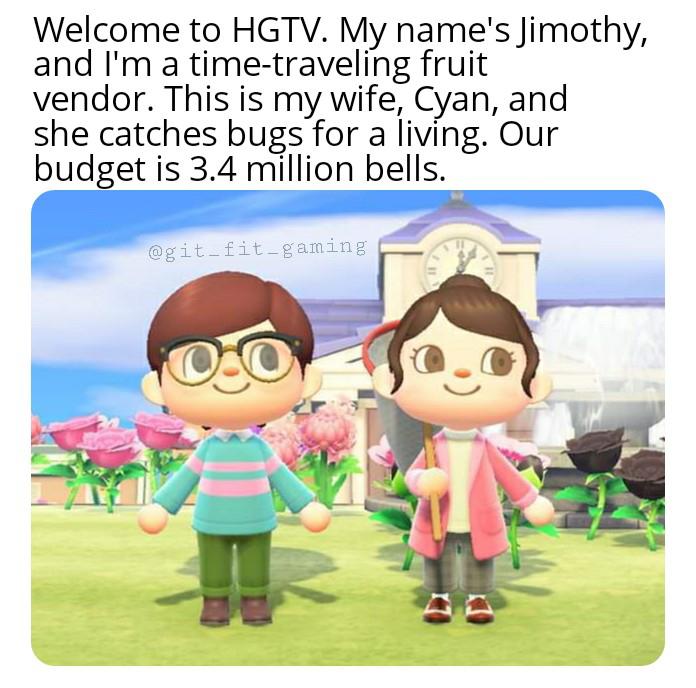 Welcome to HGTV. My name's Jimothy,
and I'm a time-traveling fruit
vendor. This is my wife, Cyan, and
she catches bugs for a living. Our
budget is 3.4 million bells.
@git_fit_gaming